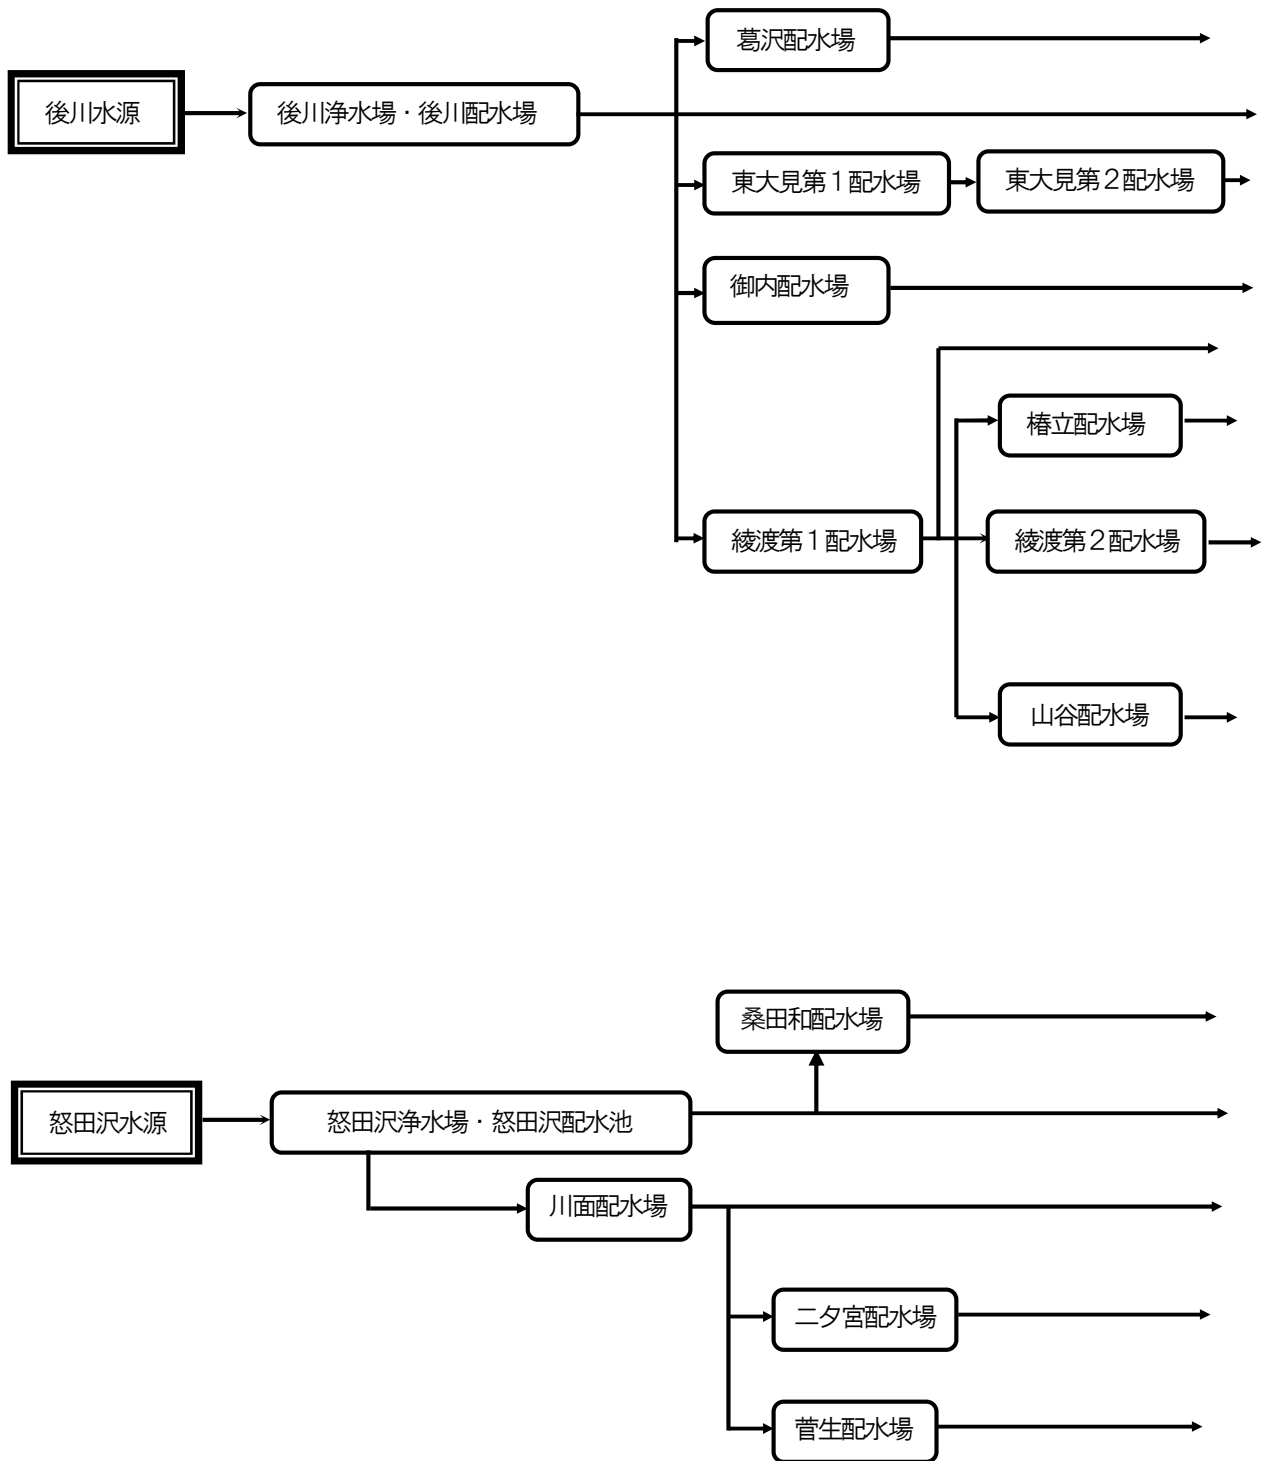 葛沢配水場
後川水源
後川浄水場・後川配水場
東大見第１配水場
東大見第２配水場
御内配水場
椿立配水場
綾渡第１配水場
綾渡第２配水場
山谷配水場
桑田和配水場
怒田沢水源
怒田沢浄水場・怒田沢配水池
川面配水場
二タ宮配水場
菅生配水場